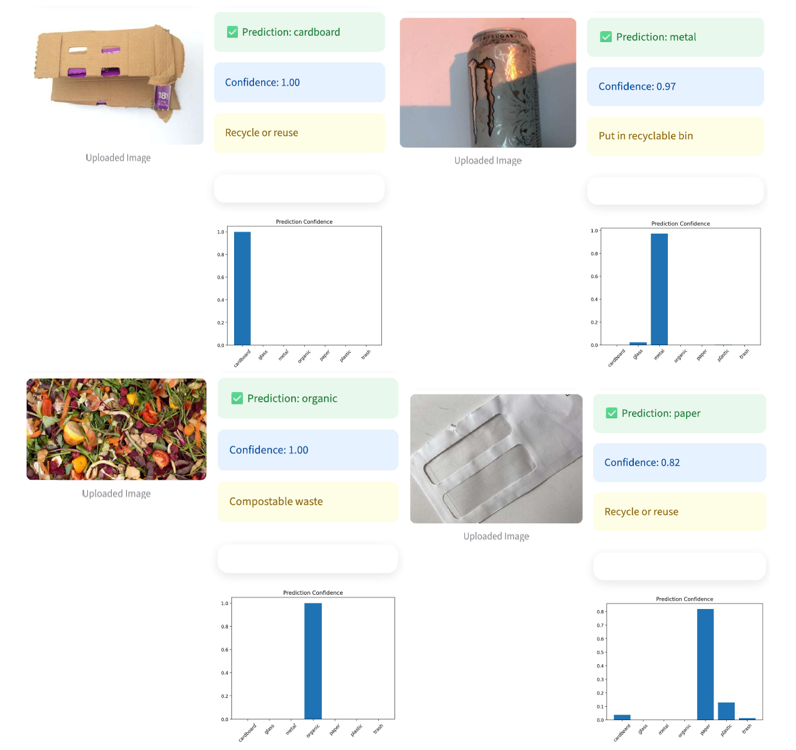 Prediction: cardboard
Confidence: 1.00
Recycle or reuse
Uploaded Image
Prediction Confidence
1.0
0.8
0.6
0.4
0.2
0.0
cardboard
glass
metal
organic
paper
plastic
trash
Prediction: metal
Confidence: 0.97
Put in recyclable bin
Uploaded Image
Prediction Confidence
1.0
0.8
0.6
0.4
0.2
0.0
cardboard
glass
metal
organic
paper
plastic
trash
Prediction: organic
Confidence: 1.00
Compostable waste
Uploaded Image
Prediction Confidence
1.0
0.8
0.6
0.4
0.2
0.0
cardboard
glass
metal
organic
paper
plastic
trash
Prediction: paper
Confidence: 0.82
Recycle or reuse
Uploaded Image
Prediction Confidence
0.8
0.7
0.6
0.5
0.4
0.3
0.2
0.1
0.0
cardboard
glass
metal
organic
paper
plastic
trash